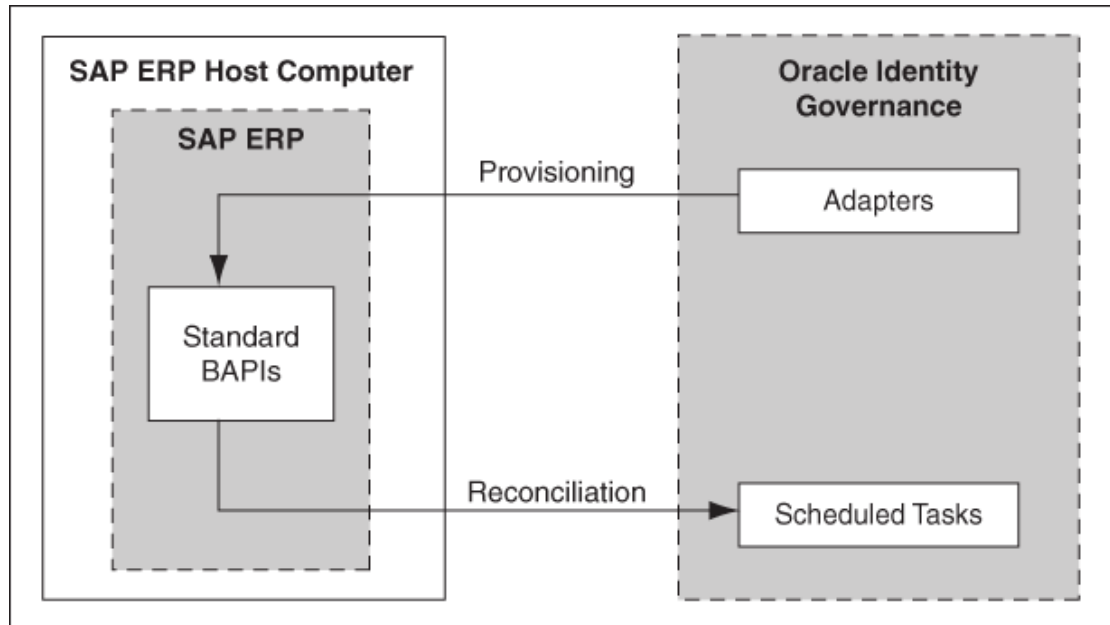 SAP ERP Host Computer
SAP ERP
Standard
BAPIs
Provisioning
Reconciliation
Oracle Identity
Governance
Adapters
Scheduled Tasks